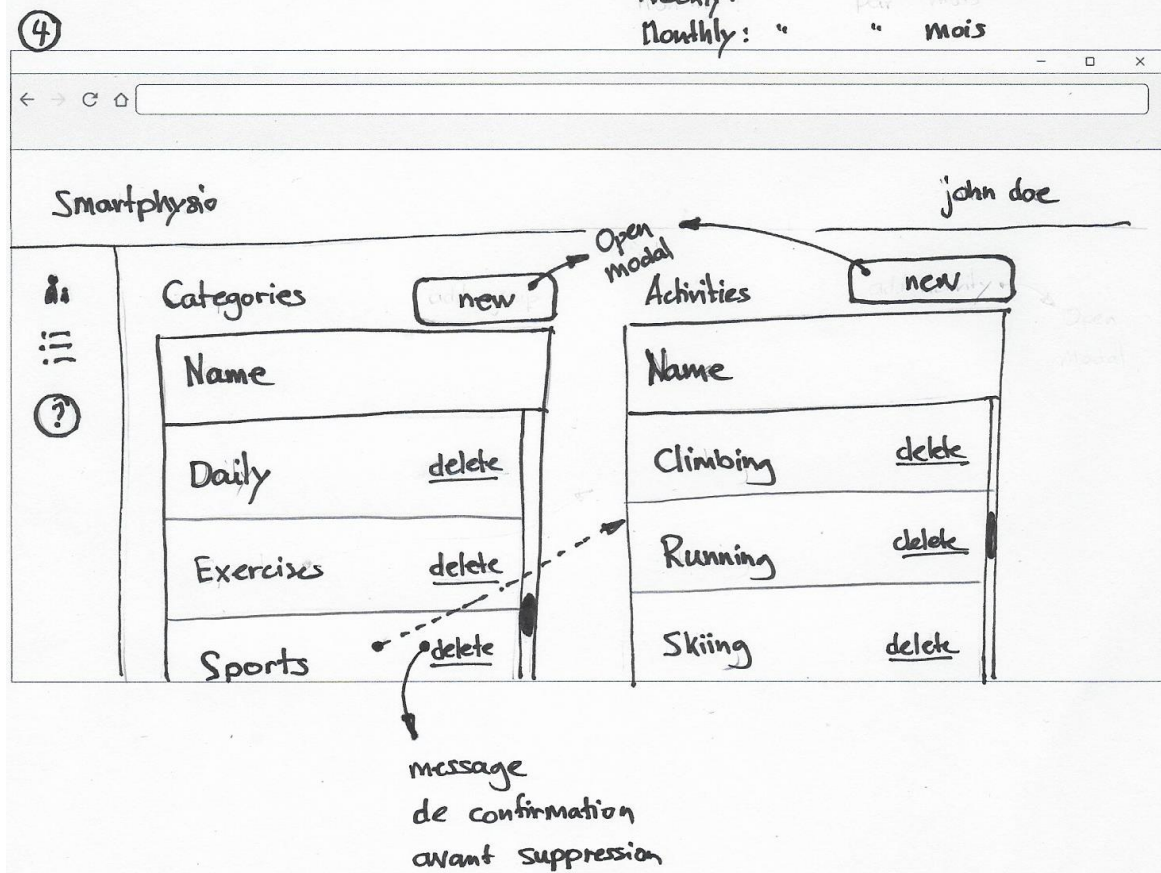 ④
Monthly: " " mois
Smartphysio
john doe
Open
modal
Categories
new
Activities
new
Name
Name
Daily
delete
Climbing
delete
Exercises
delete
Running
delete
Sports
delete
Skiing
delete
?
message
de confirmation
avant suppression